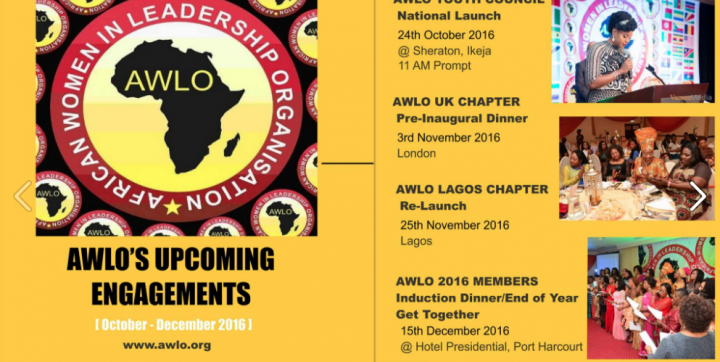 AFRICAN WOMEN IN LEADERSHIP ORGANISATION
AWLO
AWLO'S UPCOMING
ENGAGEMENTS
[ October - December 2016 ]
www.awlo.org
AWLO YOUTH COUNCIL
National Launch
24th October 2016
@ Sheraton, Ikeja
11 AM Prompt
AWLO UK CHAPTER
Pre-Inaugural Dinner
3rd November 2016
London
AWLO LAGOS CHAPTER
Re-Launch
25th November 2016
Lagos
AWLO 2016 MEMBERS
Induction Dinner/End of Year
Get Together
15th December 2016
@ Hotel Presidential, Port Harcourt